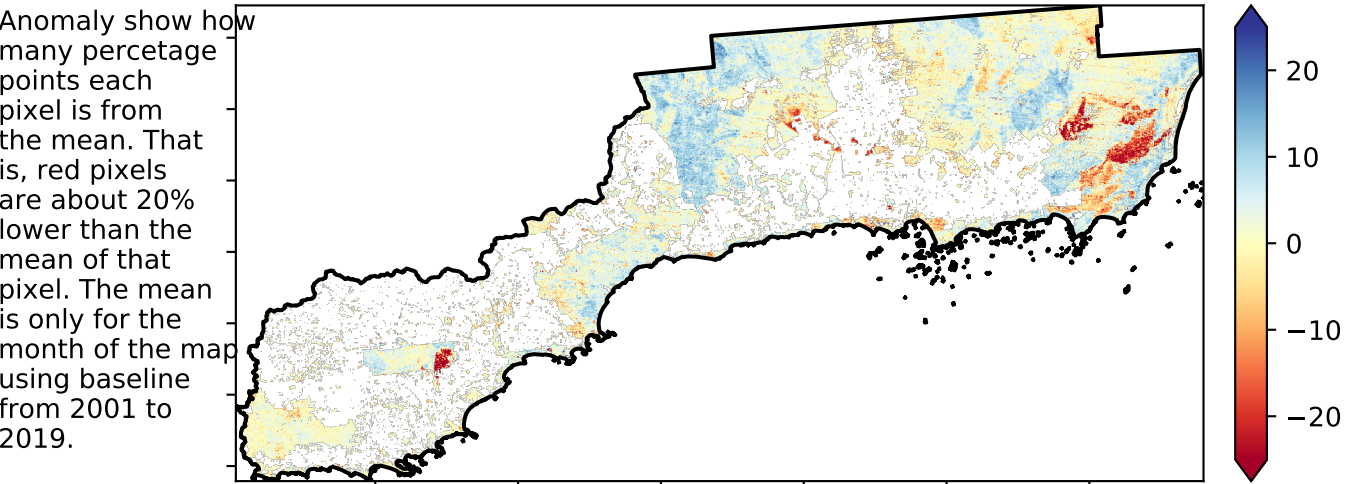 Anomaly show how
many percetage
points each
pixel is from
the mean. That
is, red pixels
are about 20%
lower than the
mean of that
pixel. The mean
is only for the
month of the map
using baseline
from 2001 to
2019.
20
10
0
−10
−20